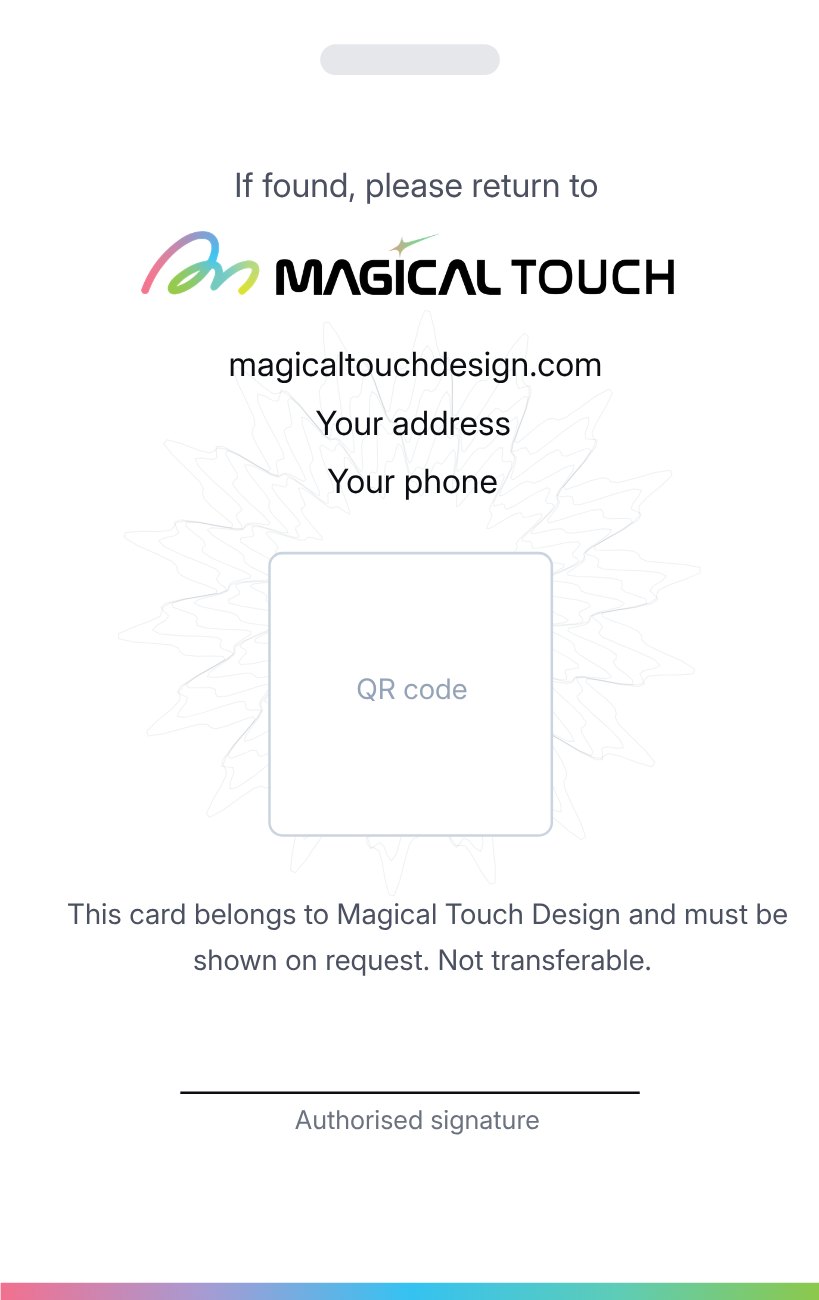 If found, please return to
MAGICAL TOUCH
magicaltouchdesign.com
Your address
Your phone
QR code
This card belongs to Magical Touch Design and must be
shown on request. Not transferable.
Authorised signature